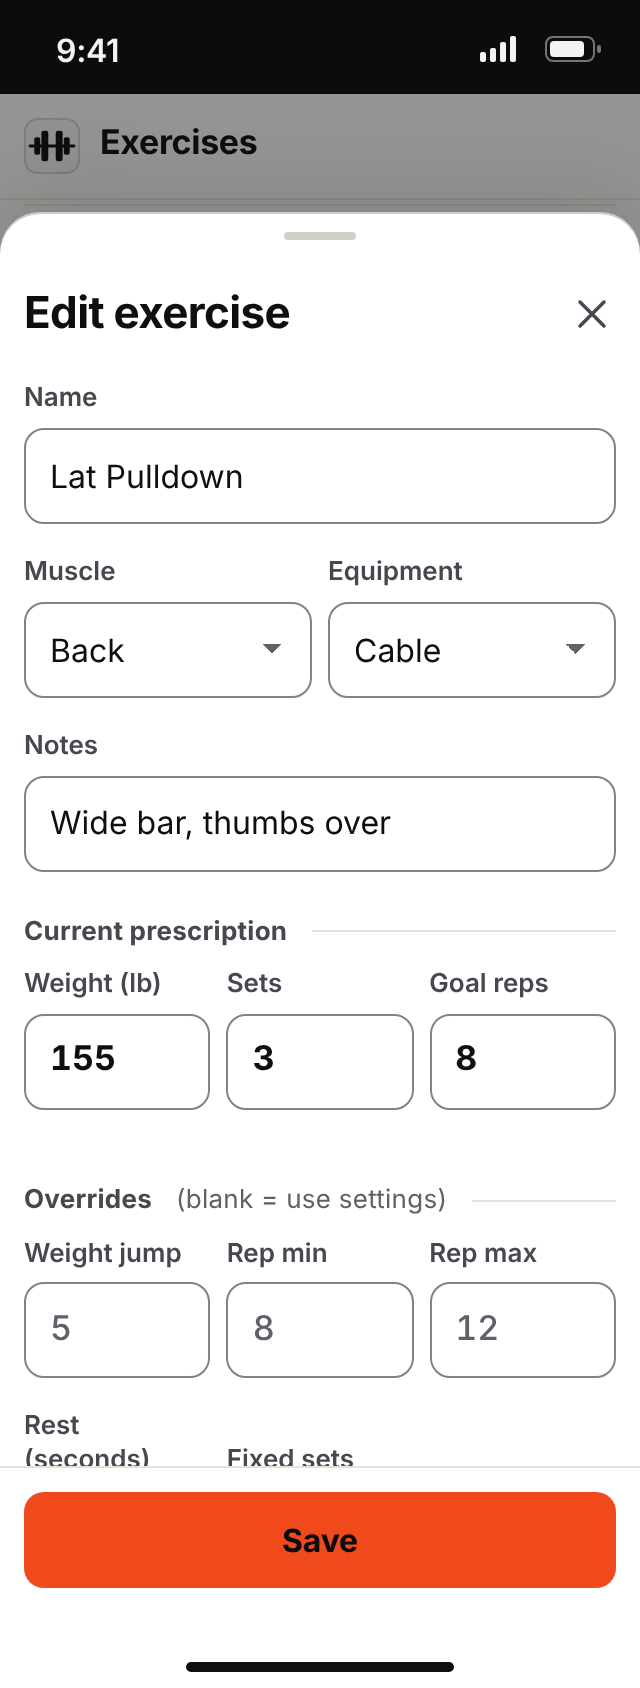 9:41
Exercises
Edit exercise
Name
Lat Pulldown
Muscle
Equipment
Back
Cable
Notes
Wide bar, thumbs over
Current prescription
Weight (lb)
Sets
Goal reps
155
3
8
Overrides (blank = use settings)
Weight jump
Rep min
Rep max
5
8
12
Rest
(seconds)
Fixed sets
Save